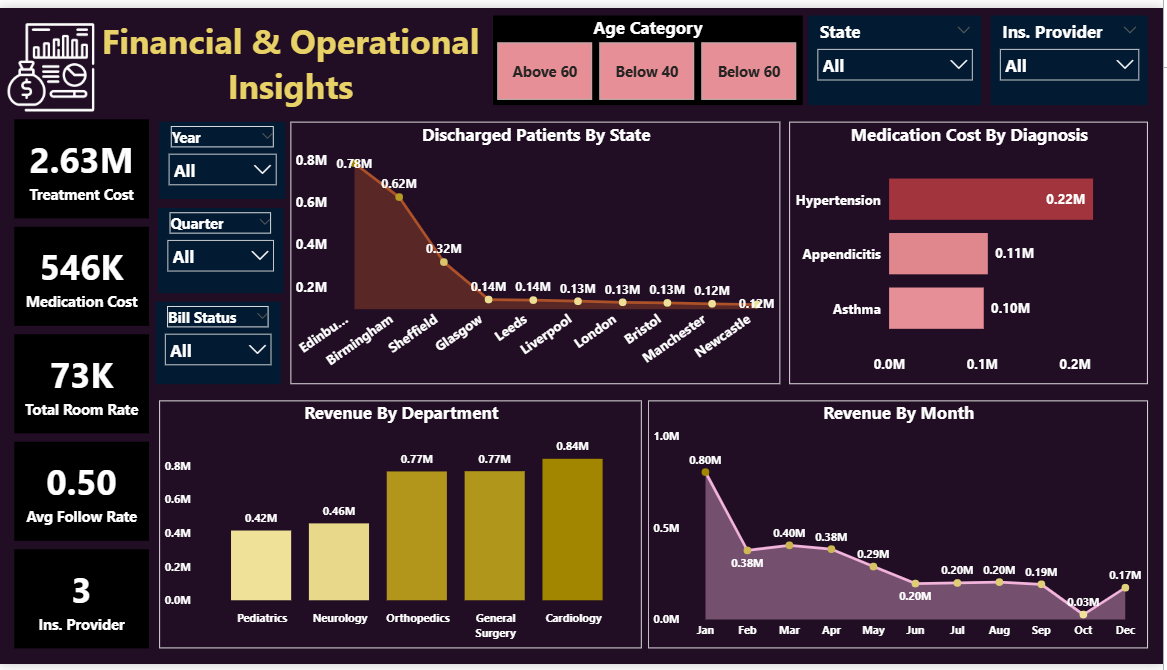 Financial & Operational
Insights
Age Category
Above 60
Below 40
Below 60
State
All
Ins. Provider
All
2.63M
Treatment Cost
546K
Medication Cost
73K
Total Room Rate
0.50
Avg Follow Rate
3
Ins. Provider
Year
All
Quarter
All
Bill Status
All
Discharged Patients By State
0.8M
0.6M
0.4M
0.2M
0.78M
0.62M
0.32M
0.14M
0.14M
0.13M
0.13M
0.13M
0.12M
0.12M
Edinbu...
Birmingham
Sheffield
Glasgow
Leeds
Liverpool
London
Bristol
Manchester
Newcastle
Medication Cost By Diagnosis
Hypertension
0.22M
Appendicitis
0.11M
Asthma
0.10M
0.0M
0.1M
0.2M
Revenue By Department
0.8M
0.6M
0.4M
0.2M
0.0M
0.42M
0.46M
0.77M
0.77M
0.84M
Pediatrics
Neurology
Orthopedics
General
Surgery
Cardiology
Revenue By Month
1.0M
0.5M
0.0M
0.80M
0.38M
0.40M
0.38M
0.29M
0.20M
0.20M
0.20M
0.19M
0.03M
0.17M
Jan
Feb
Mar
Apr
May
Jun
Jul
Aug
Sep
Oct
Dec